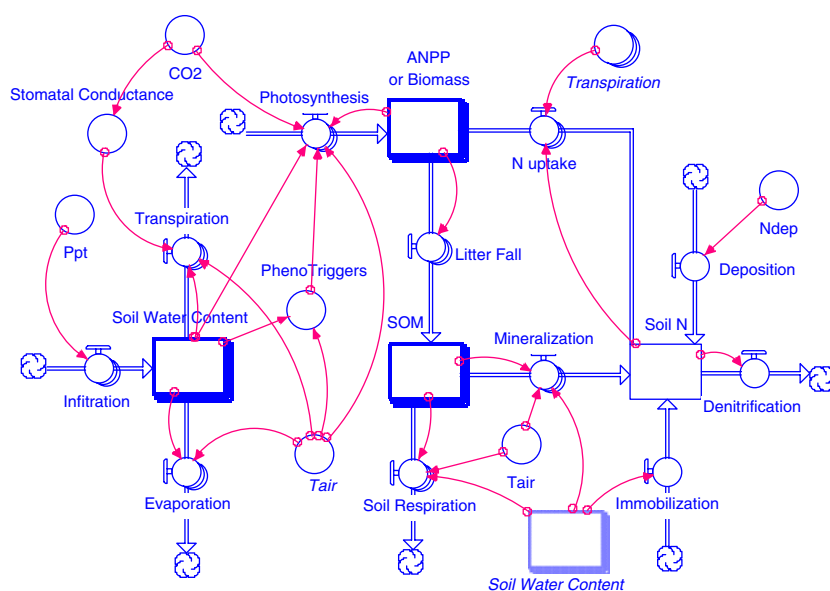 ANPP
or Biomass
CO2
Transpiration
Stomatal Conductance
Photosynthesis
N uptake
Transpiration
Ppt
Ndep
PhenoTriggers
Litter Fall
Deposition
Soil Water Content
SOM
Mineralization
Soil N
Infitration
Denitrification
Tair
Tair
Evaporation
Soil Respiration
Immobilization
Soil Water Content